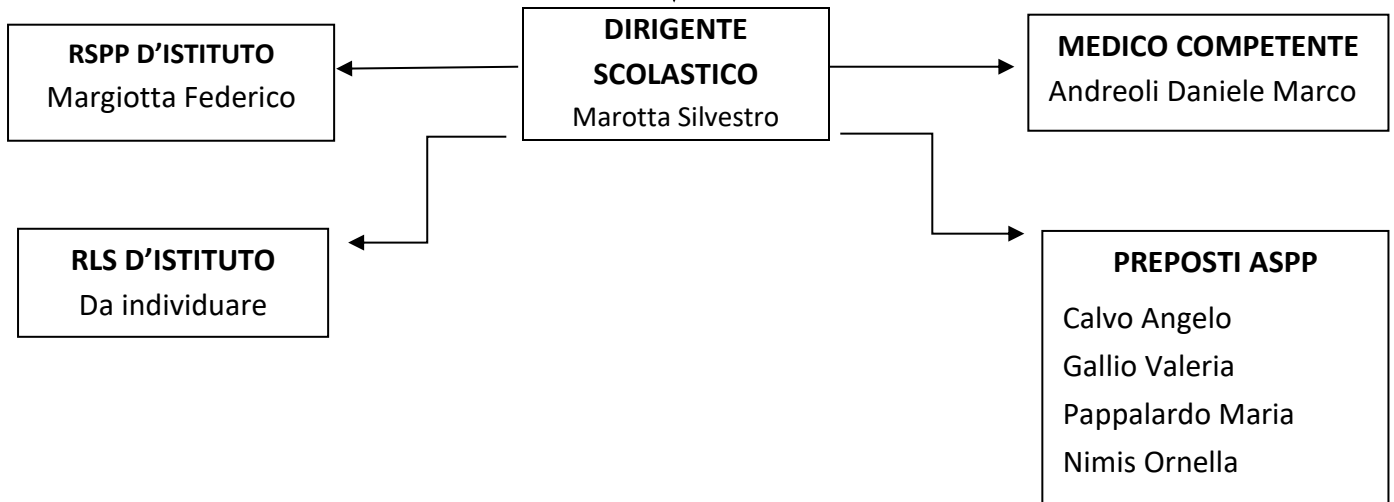 RSPP D’ISTITUTO
Margiotta Federico
DIRIGENTE
SCOLASTICO
Marotta Silvestro
MEDICO COMPETENTE
Andreoli Daniele Marco
RLS D’ISTITUTO
Da individuare
PREPOSTI ASPP
Calvo Angelo
Gallio Valeria
Pappalardo Maria
Nimis Ornella